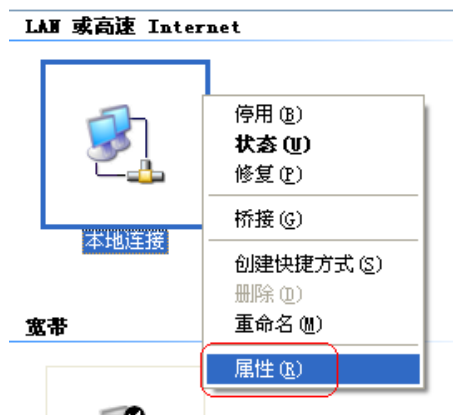 LAN 或高速 Internet
停用(B)
状态(U)
修复(P)
桥接(G)
本地连接
创建快捷方式(S)
删除(D)
重命名(M)
宽带
属性(R)